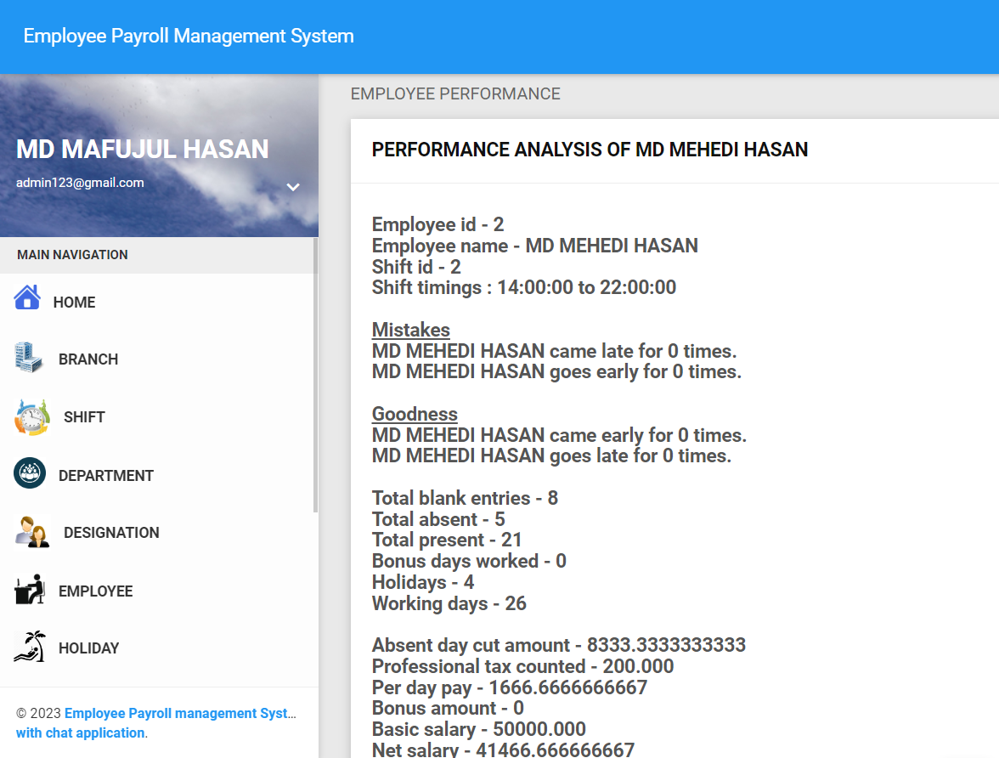 Employee Payroll Management System
MD MAFUJUL HASAN
admin123@gmail.com
MAIN NAVIGATION
HOME
BRANCH
SHIFT
DEPARTMENT
DESIGNATION
EMPLOYEE
HOLIDAY
© 2023 Employee Payroll management Syst...
with chat application.
EMPLOYEE PERFORMANCE
PERFORMANCE ANALYSIS OF MD MEHEDI HASAN
Employee id - 2
Employee name - MD MEHEDI HASAN
Shift id - 2
Shift timings : 14:00:00 to 22:00:00
Mistakes
MD MEHEDI HASAN came late for 0 times.
MD MEHEDI HASAN goes early for 0 times.
Goodness
MD MEHEDI HASAN came early for 0 times.
MD MEHEDI HASAN goes late for 0 times.
Total blank entries - 8
Total absent - 5
Total present - 21
Bonus days worked - 0
Holidays - 4
Working days - 26
Absent day cut amount - 8333.3333333333
Professional tax counted - 200.000
Per day pay - 1666.6666666667
Bonus amount - 0
Basic salary - 50000.000
Net salary - 41466.666666667